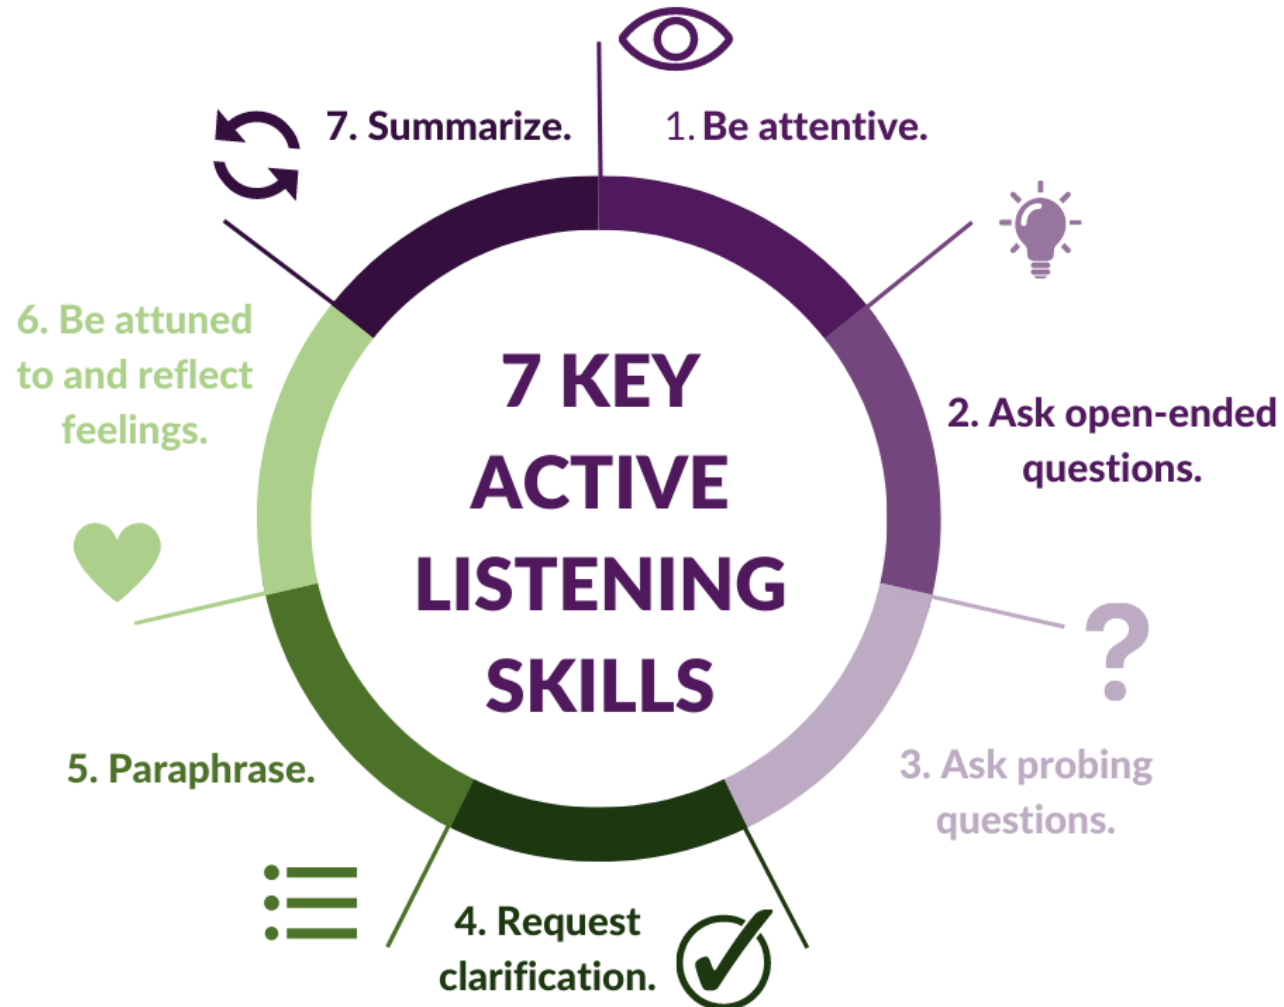 7 KEY
ACTIVE
LISTENING
SKILLS
1. Be attentive.
2. Ask open-ended
questions.
3. Ask probing
questions.
4. Request
clarification.
5. Paraphrase.
6. Be attuned
to and reflect
feelings.
7. Summarize.